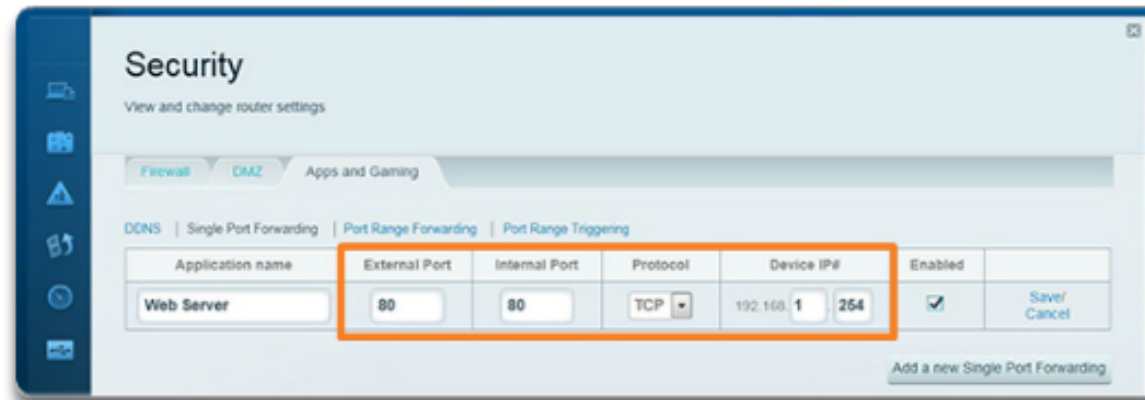 Security
View and change router settings
Firewall DMZ Apps and Gaming
DDNS | Single Port Forwarding | Port Range Forwarding | Port Range Triggering
Application name External Port Internal Port Protocol Device IP# Enabled
Web Server 80 80 TCP 192.168. 1 . 254 Save/
Cancel
Add a new Single Port Forwarding